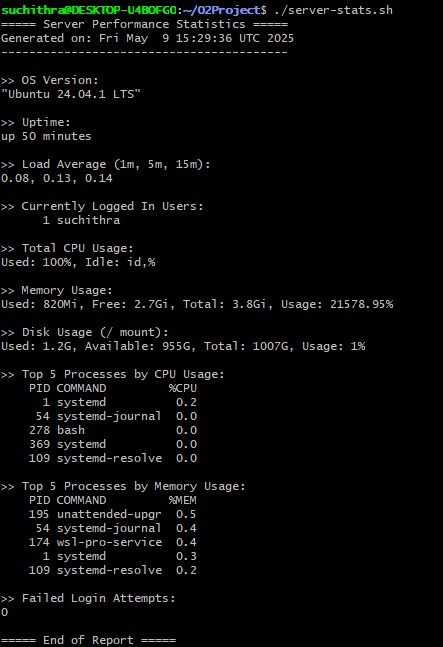 suchithra@DESKTOP-U4BOFGO:~/02Project$ ./server-stats.sh
===== Server Performance Statistics =====
Generated on: Fri May  9 15:29:36 UTC 2025
-----------------------------------------
>> OS Version:
"Ubuntu 24.04.1 LTS"
>> Uptime:
up 50 minutes
>> Load Average (1m, 5m, 15m):
0.08, 0.13, 0.14
>> Currently Logged In Users:
      1 suchithra
>> Total CPU Usage:
Used: 100%, Idle: id,%
>> Memory Usage:
Used: 820Mi, Free: 2.7Gi, Total: 3.8Gi, Usage: 21578.95%
>> Disk Usage (/ mount):
Used: 1.2G, Available: 955G, Total: 1007G, Usage: 1%
>> Top 5 Processes by CPU Usage:
    PID COMMAND         %CPU
      1 systemd          0.2
     54 systemd-journal  0.0
    278 bash             0.0
    369 systemd          0.0
    109 systemd-resolve  0.0
>> Top 5 Processes by Memory Usage:
    PID COMMAND         %MEM
    195 unattended-upgr  0.5
     54 systemd-journal  0.4
    174 wsl-pro-service  0.4
      1 systemd          0.3
    109 systemd-resolve  0.2
>> Failed Login Attempts:
0
===== End of Report =====